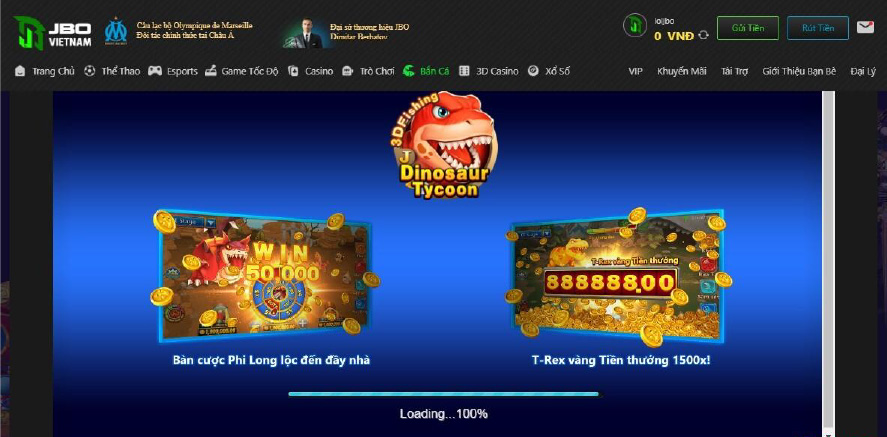 JBO
VIETNAM
Câu lạc bộ Olympique de Marseille
Đối tác chính thức tại Châu Á
Đại sứ thương hiệu JBO
Dimitar Berbatov
lojjbo
0 VNĐ
Gửi Tiền
Rút Tiền
Trang Chủ
Thể Thao
Esports
Game Tốc Độ
Casino
Trò Chơi
Bắn Cá
3D Casino
Xổ Số
VIP
Khuyến Mãi
Tài Trợ
Giới Thiệu Bạn Bè
Đại Lý
3DFishing
J
Dinosaur
Tycoon
WIN
50,000
T-Rex vàng Tiền thưởng
888888.00
Bàn cược Phi Long lộc đến đầy nhà
T-Rex vàng Tiền thưởng 1500x!
Loading...100%